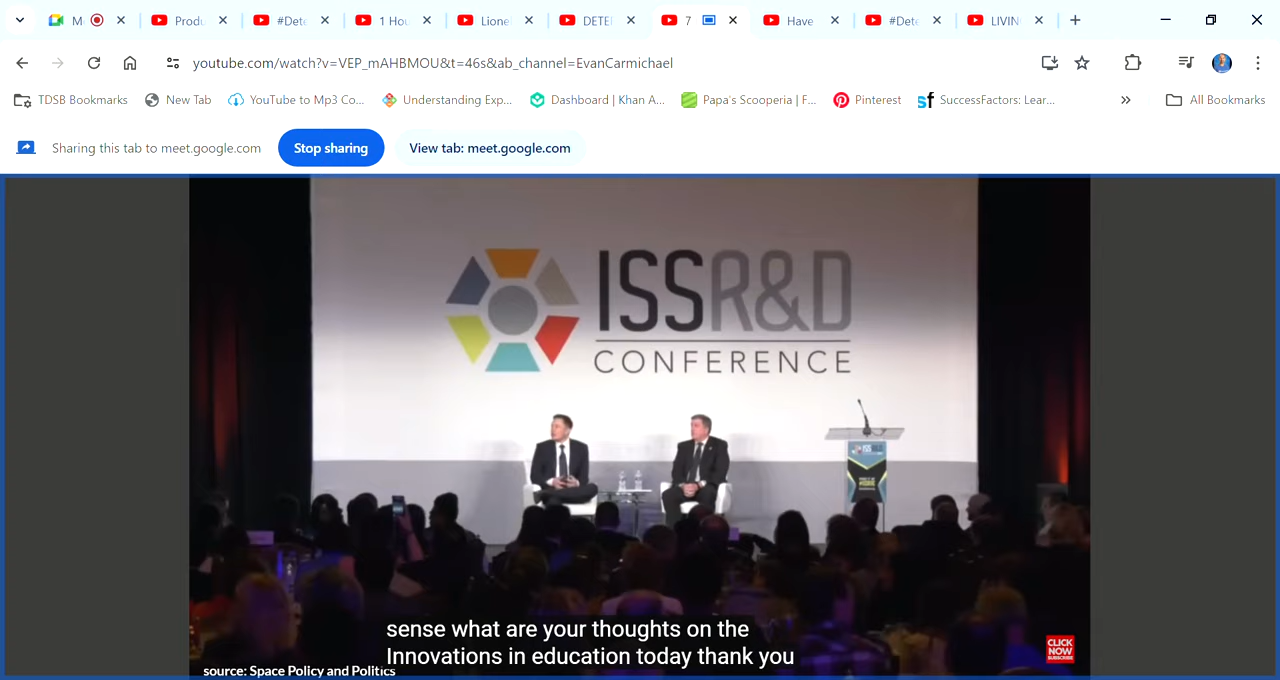 M
Produ
#Dete
1 Hou
Lione
DETE
7
Have
#Dete
LIVIN
youtube.com/watch?v=VEP_mAHBMOU&t=46s&ab_channel=EvanCarmichael
TDSB Bookmarks
New Tab
YouTube to Mp3 Co...
Understanding Exp...
Dashboard | Khan A...
Papa's Scooperia | F...
Pinterest
sf SuccessFactors: Lear...
All Bookmarks
Sharing this tab to meet.google.com
Stop sharing
View tab: meet.google.com
ISSR&D
CONFERENCE
ISSR&D
sense what are your thoughts on the
Innovations in education today thank you
source: Space Policy and Politics
CLICK
NOW
SUBSCRIBE